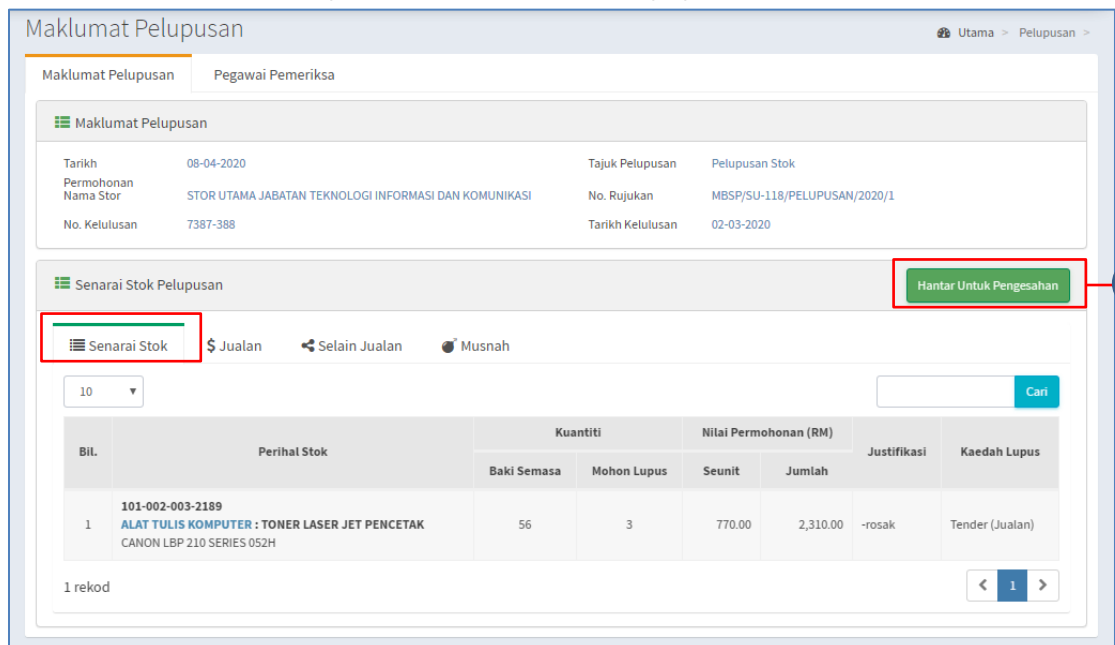 Maklumat Pelupusan
Utama > Pelupusan >
Maklumat Pelupusan Pegawai Pemeriksa
Maklumat Pelupusan
Tarikh Permohonan 08-04-2020 Tajuk Pelupusan Pelupusan Stok
Nama Stor STOR UTAMA JABATAN TEKNOLOGI INFORMASI DAN KOMUNIKASI No. Rujukan MBSP/SU-118/PELUPUSAN/2020/1
No. Kelulusan 7387-388 Tarikh Kelulusan 02-03-2020
Senarai Stok Pelupusan
Hantar Untuk Pengesahan
Senarai Stok $ Jualan Selain Jualan Musnah
10 Cari
Bil. Perihal Stok Kuantiti Nilai Permohonan (RM) Justifikasi Kaedah Lupus
Baki Semasa Mohon Lupus Seunit Jumlah
101-002-003-2189
1 ALAT TULIS KOMPUTER : TONER LASER JET PENCETAK 56 3 770.00 2,310.00 -rosak Tender (Jualan)
CANON LBP 210 SERIES 052H
1 rekod < 1 >